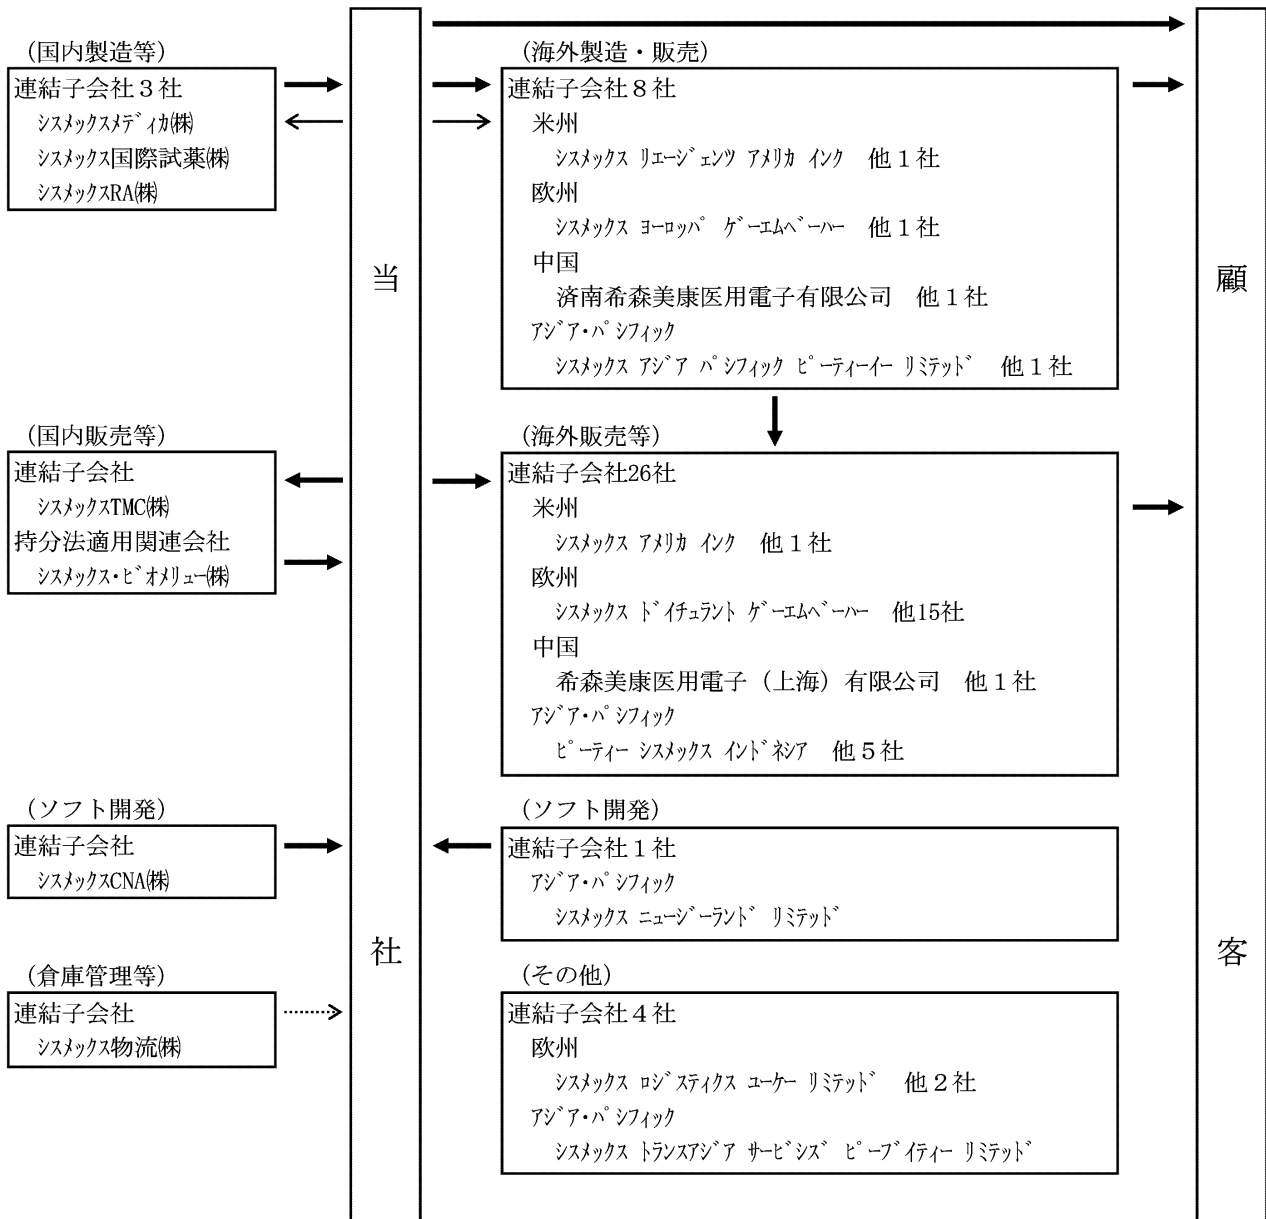 （国内製造等）
連結子会社３社
ｼｽﾒｯｸｽﾒﾃﾞｨｶ㈱
ｼｽﾒｯｸｽ国際試薬㈱
ｼｽﾒｯｸｽRA㈱
（国内販売等）
連結子会社
ｼｽﾒｯｸｽTMC㈱
持分法適用関連会社
ｼｽﾒｯｸｽ･ﾋﾞｵﾒﾘｭｰ㈱
（ソフト開発）
連結子会社
ｼｽﾒｯｸｽCNA㈱
（倉庫管理等）
連結子会社
ｼｽﾒｯｸｽ物流㈱
当
社
（海外製造・販売）
連結子会社８社
米州
ｼｽﾒｯｸｽ ﾘｴｰｼﾞｪﾝﾂ ｱﾒﾘｶ ｲﾝｸ　他１社
欧州
ｼｽﾒｯｸｽ ﾖｰﾛｯﾊﾟ ｹﾞｰｴﾑﾍﾞｰﾊｰ　他１社
中国
済南希森美康医用電子有限公司　他１社
ｱｼﾞｱ･ﾊﾟｼﾌｨｯｸ
ｼｽﾒｯｸｽ ｱｼﾞｱ ﾊﾟｼﾌｨｯｸ ﾋﾟｰﾃｨｰｲｰ ﾘﾐﾃｯﾄﾞ　他１社
（海外販売等）
連結子会社26社
米州
ｼｽﾒｯｸｽ ｱﾒﾘｶ ｲﾝｸ　他１社
欧州
ｼｽﾒｯｸｽ ﾄﾞｲﾁｭラﾝﾄ ｹﾞｰｴﾑﾍﾞｰﾊｰ　他15社
中国
希森美康医用電子（上海）有限公司　他１社
ｱｼﾞｱ･ﾊﾟｼﾌｨｯｸ
ﾋﾟｰﾃｨｰ ｼｽﾒｯｸｽ ｲﾝﾄﾞﾈｼｱ　他５社
（ソフト開発）
連結子会社１社
ｱｼﾞｱ･ﾊﾟｼﾌｨｯｸ
ｼｽﾒｯｸｽ ﾆｭｰｼﾞｰﾗﾝﾄﾞ ﾘﾐﾃｯﾄﾞ
（その他）
連結子会社４社
欧州
ｼｽﾒｯｸｽ ﾛｼﾞｽﾃｨｸｽ ﾕｰｹｰ ﾘﾐﾃｯﾄﾞ　他２社
ｱｼﾞｱ･ﾊﾟｼﾌｨｯｸ
ｼｽﾒｯｸｽ ﾄﾗﾝｽｱｼﾞｱ ｻｰﾋﾞｼｽﾞ ﾋﾟｰﾌﾞｲﾃｨｰ ﾘﾐﾃｯﾄﾞ
顧
客